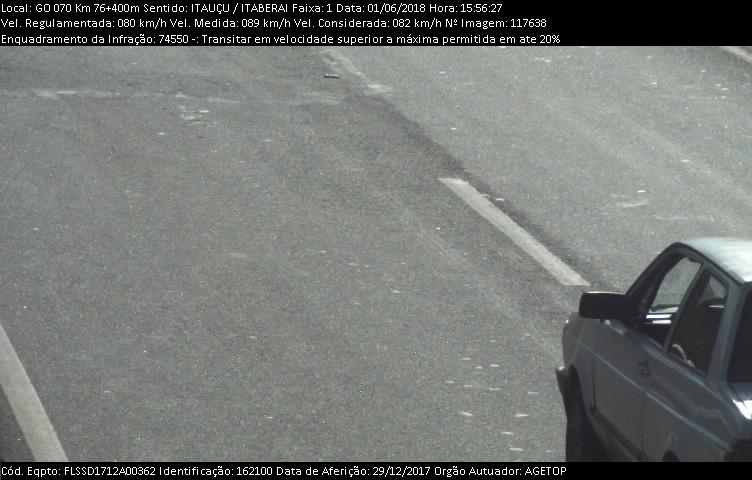 Local: GO 070 Km 76+400m Sentido: ITAUÇU / ITABERAI Faixa: 1 Data: 01/06/2018 Hora: 15:56:27
Vel. Regulamentada: 080 km/h Vel. Medida: 089 km/h Vel. Considerada: 082 km/h Nº Imagem: 117638
Enquadramento da Infração: 74550 -: Transitar em velocidade superior a máxima permitida em ate 20%
Cód. Eqpto: FLSSD1712A00362 Identificação: 162100 Data de Aferição: 29/12/2017 Orgão Autuador: AGETOP